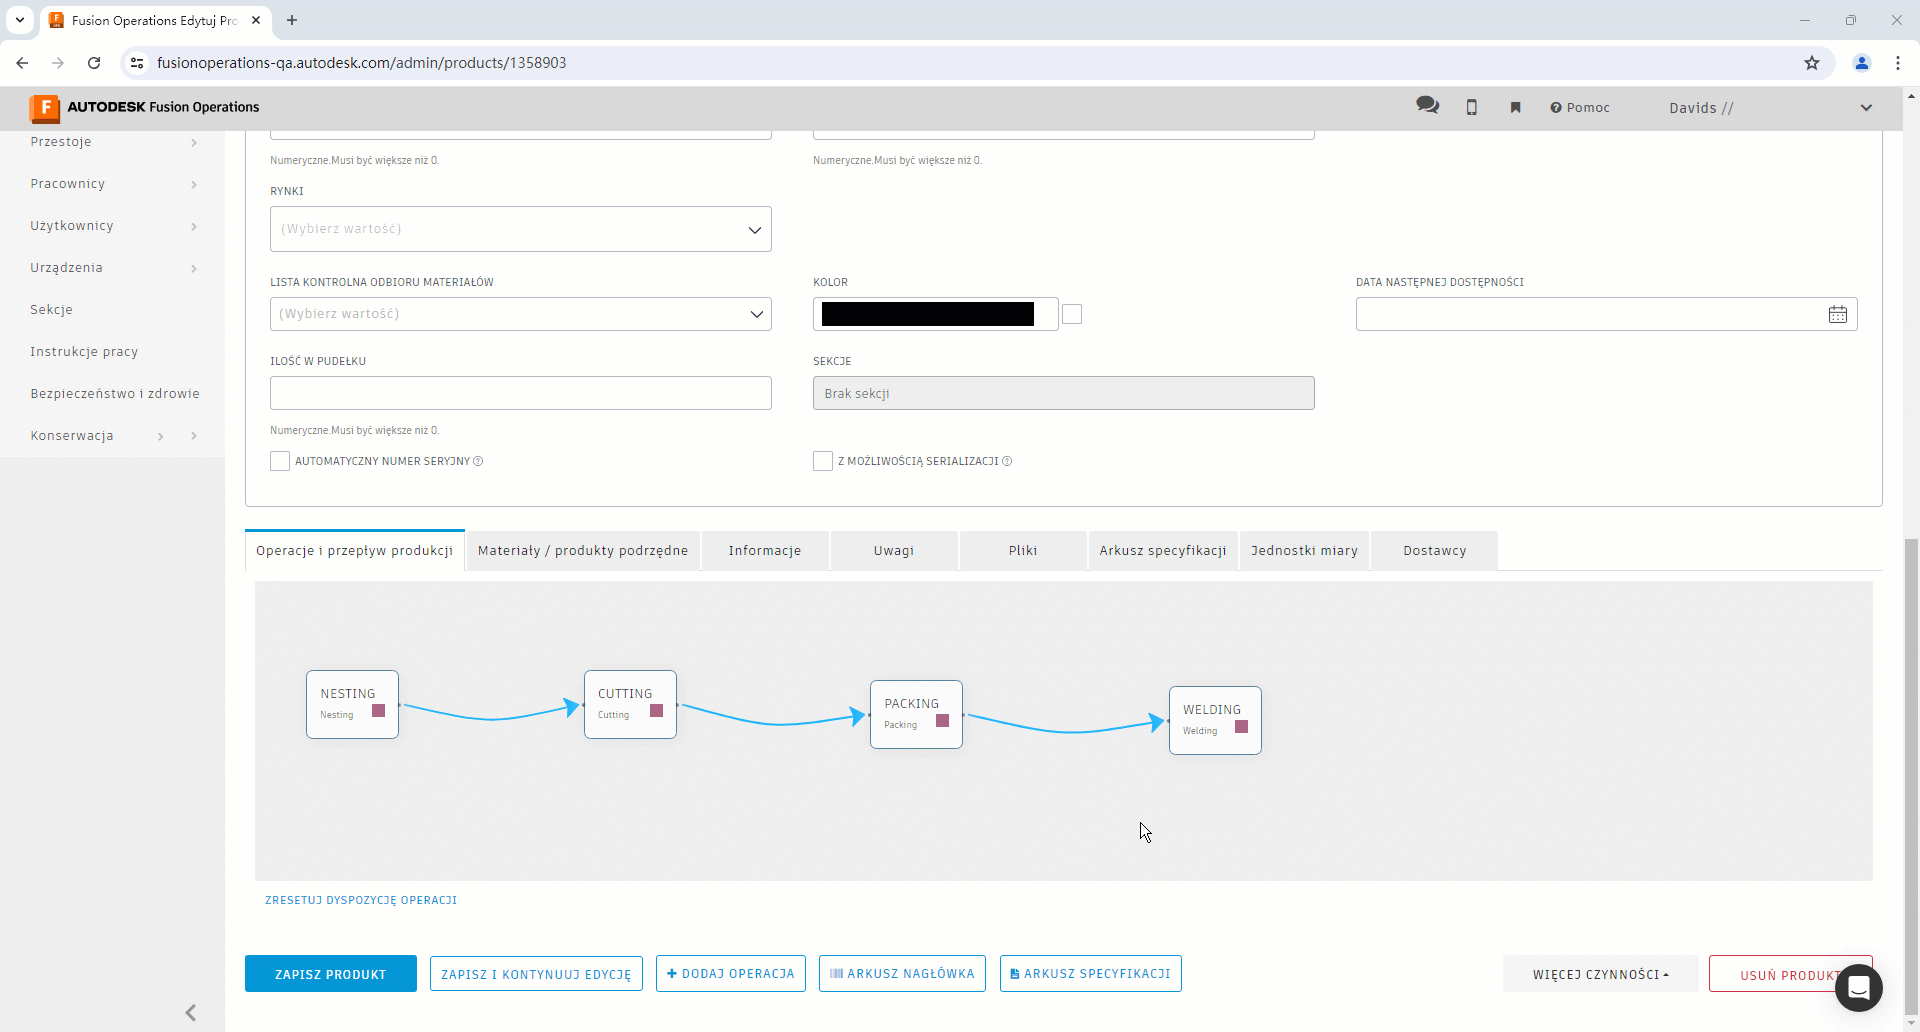 Fusion Operations Edytuj Pro
fusionoperations-qa.autodesk.com/admin/products/1358903
F AUTODESK Fusion Operations
Pomoc
Davids //
Przestoje
Pracownicy
Użytkownicy
Urządzenia
Sekcje
Instrukcje pracy
Bezpieczeństwo i zdrowie
Konserwacja
Numeryczne.Musi być większe niż 0.
Numeryczne.Musi być większe niż 0.
RYNKI
(Wybierz wartość)
LISTA KONTROLNA ODBIORU MATERIAŁÓW
KOLOR
DATA NASTĘPNEJ DOSTĘPNOŚCI
(Wybierz wartość)
ILOŚĆ W PUDEŁKU
SEKCJE
Brak sekcji
Numeryczne.Musi być większe niż 0.
AUTOMATYCZNY NUMER SERYJNY
Z MOŻLIWOŚCIĄ SERIALIZACJI
Operacje i przepływ produkcji
Materiały / produkty podrzędne
Informacje
Uwagi
Pliki
Arkusz specyfikacji
Jednostki miary
Dostawcy
NESTING
Nesting
CUTTING
Cutting
PACKING
Packing
WELDING
Welding
ZRESETUJ DYSPOZYCJĘ OPERACJI
ZAPISZ PRODUKT
ZAPISZ I KONTYNUUJ EDYCJĘ
+ DODAJ OPERACJA
ARKUSZ NAGŁÓWKA
ARKUSZ SPECYFIKACJI
WIĘCEJ CZYNNOŚCI
USUŃ PRODUKT